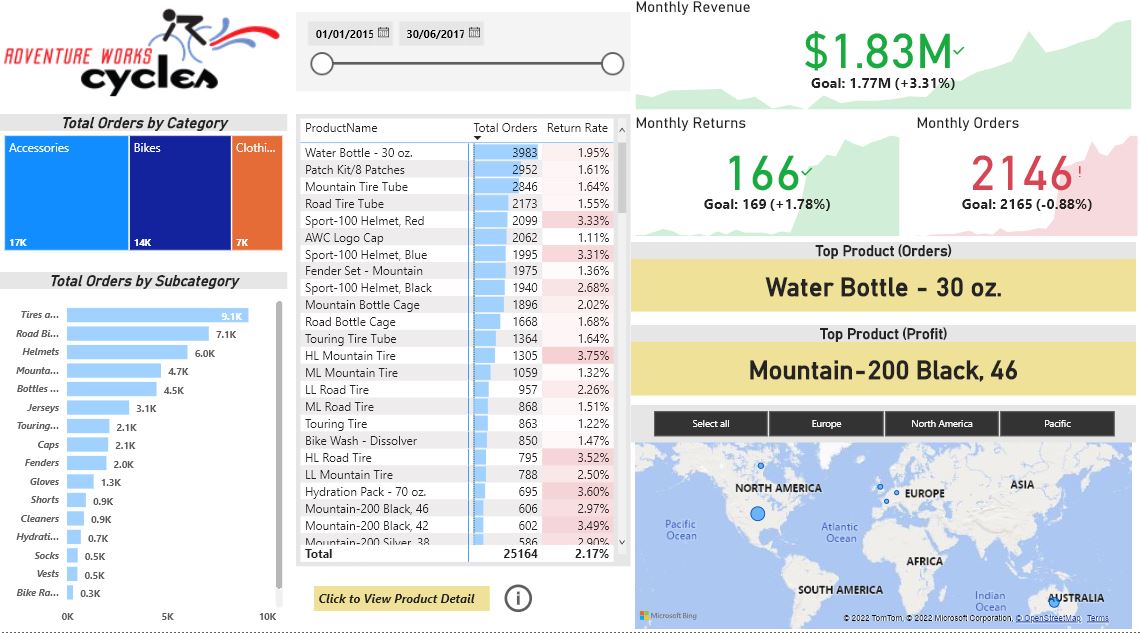 ADVENTURE WORKS
cycles
01/01/2015
30/06/2017
Monthly Revenue
$1.83M
Goal: 1.77M (+3.31%)
Total Orders by Category
Accessories
Bikes
Clothi...
17K
14K
7K
Total Orders by Subcategory
Tires a... 9.1K
Road Bi... 7.1K
Helmets 6.0K
Mounta... 4.7K
Bottles ... 4.5K
Jerseys 3.1K
Touring... 2.1K
Caps 2.1K
Fenders 2.0K
Gloves 1.3K
Shorts 0.9K
Cleaners 0.9K
Hydrati... 0.7K
Socks 0.5K
Vests 0.5K
Bike Ra... 0.3K
0K 5K 10K
ProductName Total Orders Return Rate
Water Bottle - 30 oz. 3983 1.95%
Patch Kit/8 Patches 2952 1.61%
Mountain Tire Tube 2846 1.64%
Road Tire Tube 2173 1.55%
Sport-100 Helmet, Red 2099 3.33%
AWC Logo Cap 2062 1.11%
Sport-100 Helmet, Blue 1995 3.31%
Fender Set - Mountain 1975 1.36%
Sport-100 Helmet, Black 1940 2.68%
Mountain Bottle Cage 1896 2.02%
Road Bottle Cage 1668 1.68%
Touring Tire Tube 1364 1.64%
HL Mountain Tire 1305 3.75%
ML Mountain Tire 1059 1.32%
LL Road Tire 957 2.26%
ML Road Tire 868 1.51%
Touring Tire 863 1.22%
Bike Wash - Dissolver 850 1.47%
HL Road Tire 795 3.52%
LL Mountain Tire 788 2.50%
Hydration Pack - 70 oz. 695 3.60%
Mountain-200 Black, 46 606 2.97%
Mountain-200 Black, 42 602 3.49%
Mountain-200 Silver, 38 586 2.90%
Total 25164 2.17%
Click to View Product Detail
Monthly Returns
166
Goal: 169 (+1.78%)
Monthly Orders
2146!
Goal: 2165 (-0.88%)
Top Product (Orders)
Water Bottle - 30 oz.
Top Product (Profit)
Mountain-200 Black, 46
Select all
Europe
North America
Pacific
NORTH AMERICA
EUROPE
ASIA
Pacific
Ocean
Atlantic
Ocean
AFRICA
SOUTH AMERICA
Indian
Ocean
AUSTRALIA
Microsoft Bing
© 2022 TomTom, © 2022 Microsoft Corporation, © OpenStreetMap Terms